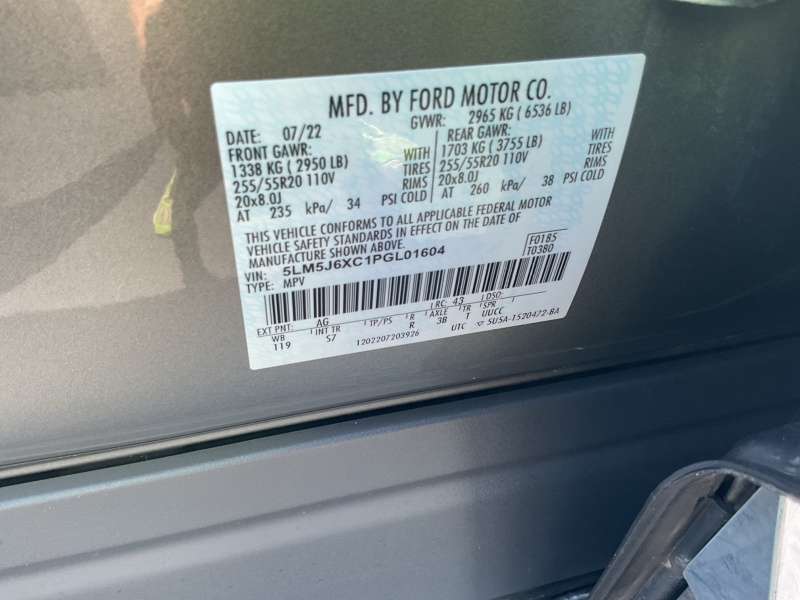 MFD. BY FORD MOTOR CO.
DATE: 07/22 GVWR: 2965 KG ( 6536 LB)
FRONT GAWR: WITH REAR GAWR: WITH
1338 KG ( 2950 LB) TIRES 1703 KG ( 3755 LB) TIRES
255/55R20 110V RIMS 255/55R20 110V RIMS
20x8.0J 20x8.0J
AT 235 kPa/ 34 PSI COLD AT 260 kPa/ 38 PSI COLD
THIS VEHICLE CONFORMS TO ALL APPLICABLE FEDERAL MOTOR
VEHICLE SAFETY STANDARDS IN EFFECT ON THE DATE OF
MANUFACTURE SHOWN ABOVE.
VIN: 5LM5J6XC1PGL01604 F0185
TYPE: MPV T0380
EXT PNT: AG RC: 43 DSO:
WB INT TR TP/PS R AXLE TR SPR
119 S7 R 3B T UUCC
1202207203926 UTC ▽ 5U5A-1520472-BA